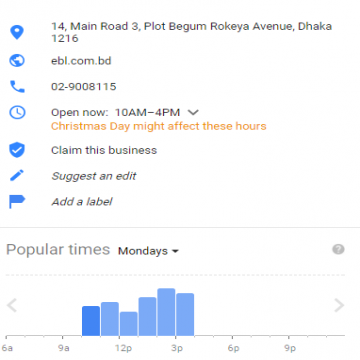 14, Main Road 3, Plot Begum Rokeya Avenue, Dhaka
1216
ebl.com.bd
02-9008115
Open now: 10AM–4PM
Christmas Day might affect these hours
Claim this business
Suggest an edit
Add a label
Popular times Mondays
?
6a 9a 12p 3p 6p 9p